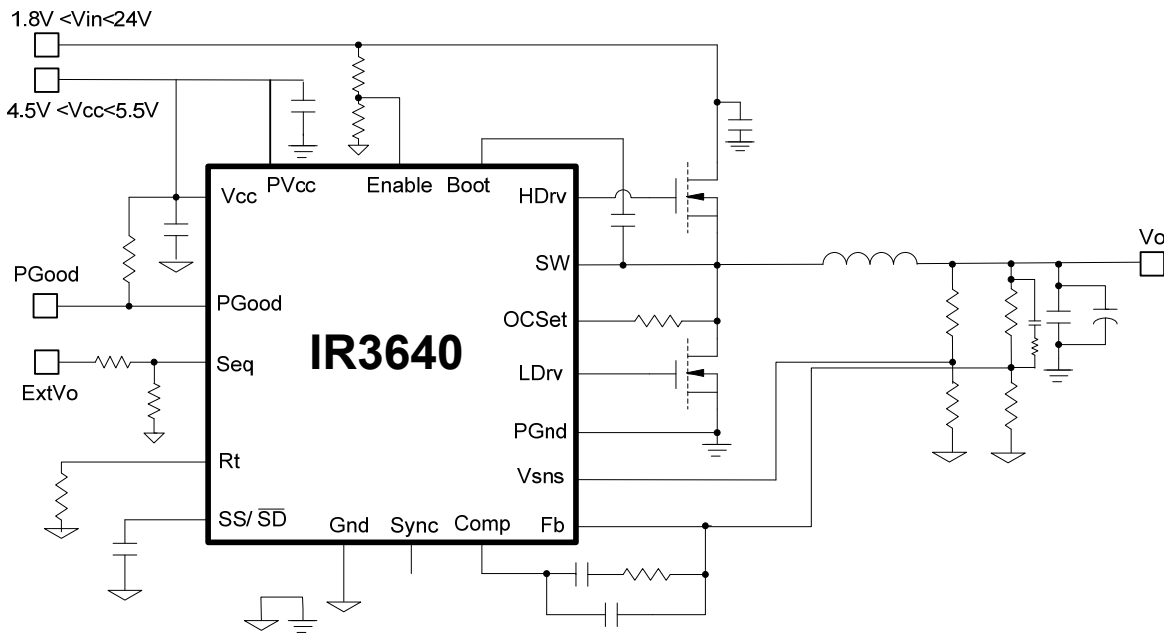 1.8V <Vin<24V
4.5V <Vcc<5.5V
PVcc
Enable
Boot
Vcc
HDrv
SW
Vo
PGood
PGood
OCSet
IR3640
ExtVo
Seq
LDrv
PGnd
Rt
Vsns
SS/ SD
Gnd
Sync
Comp
Fb